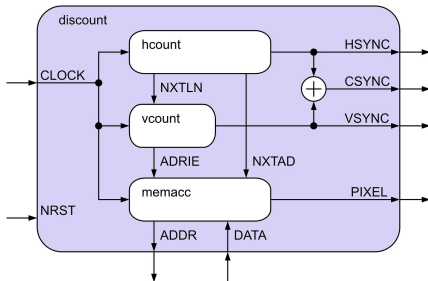 discount
hcount
HSYNC
CLOCK
NXTLN
CSYNC
vcount
VSYNC
ADRIE
NXTAD
memacc
PIXEL
NRST
ADDR
DATA